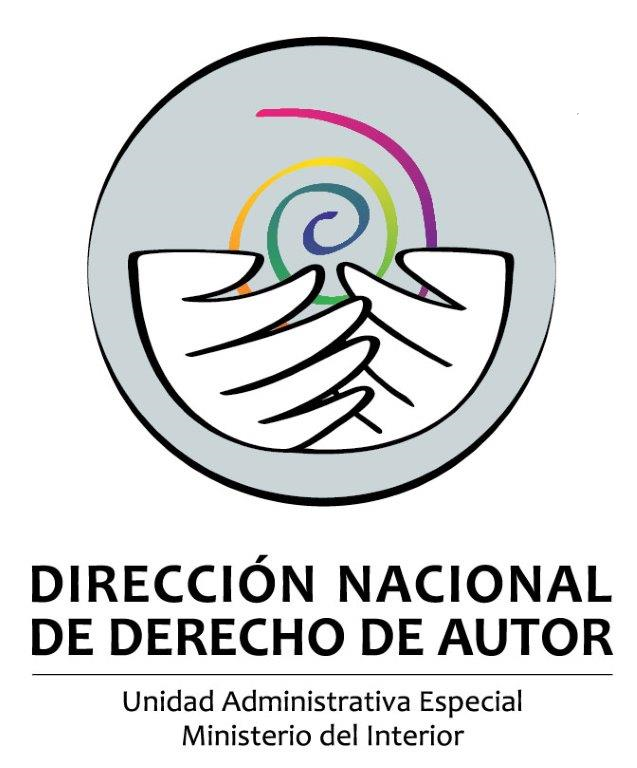 DIRECCIÓN NACIONAL
DE DERECHO DE AUTOR
Unidad Administrativa Especial
Ministerio del Interior